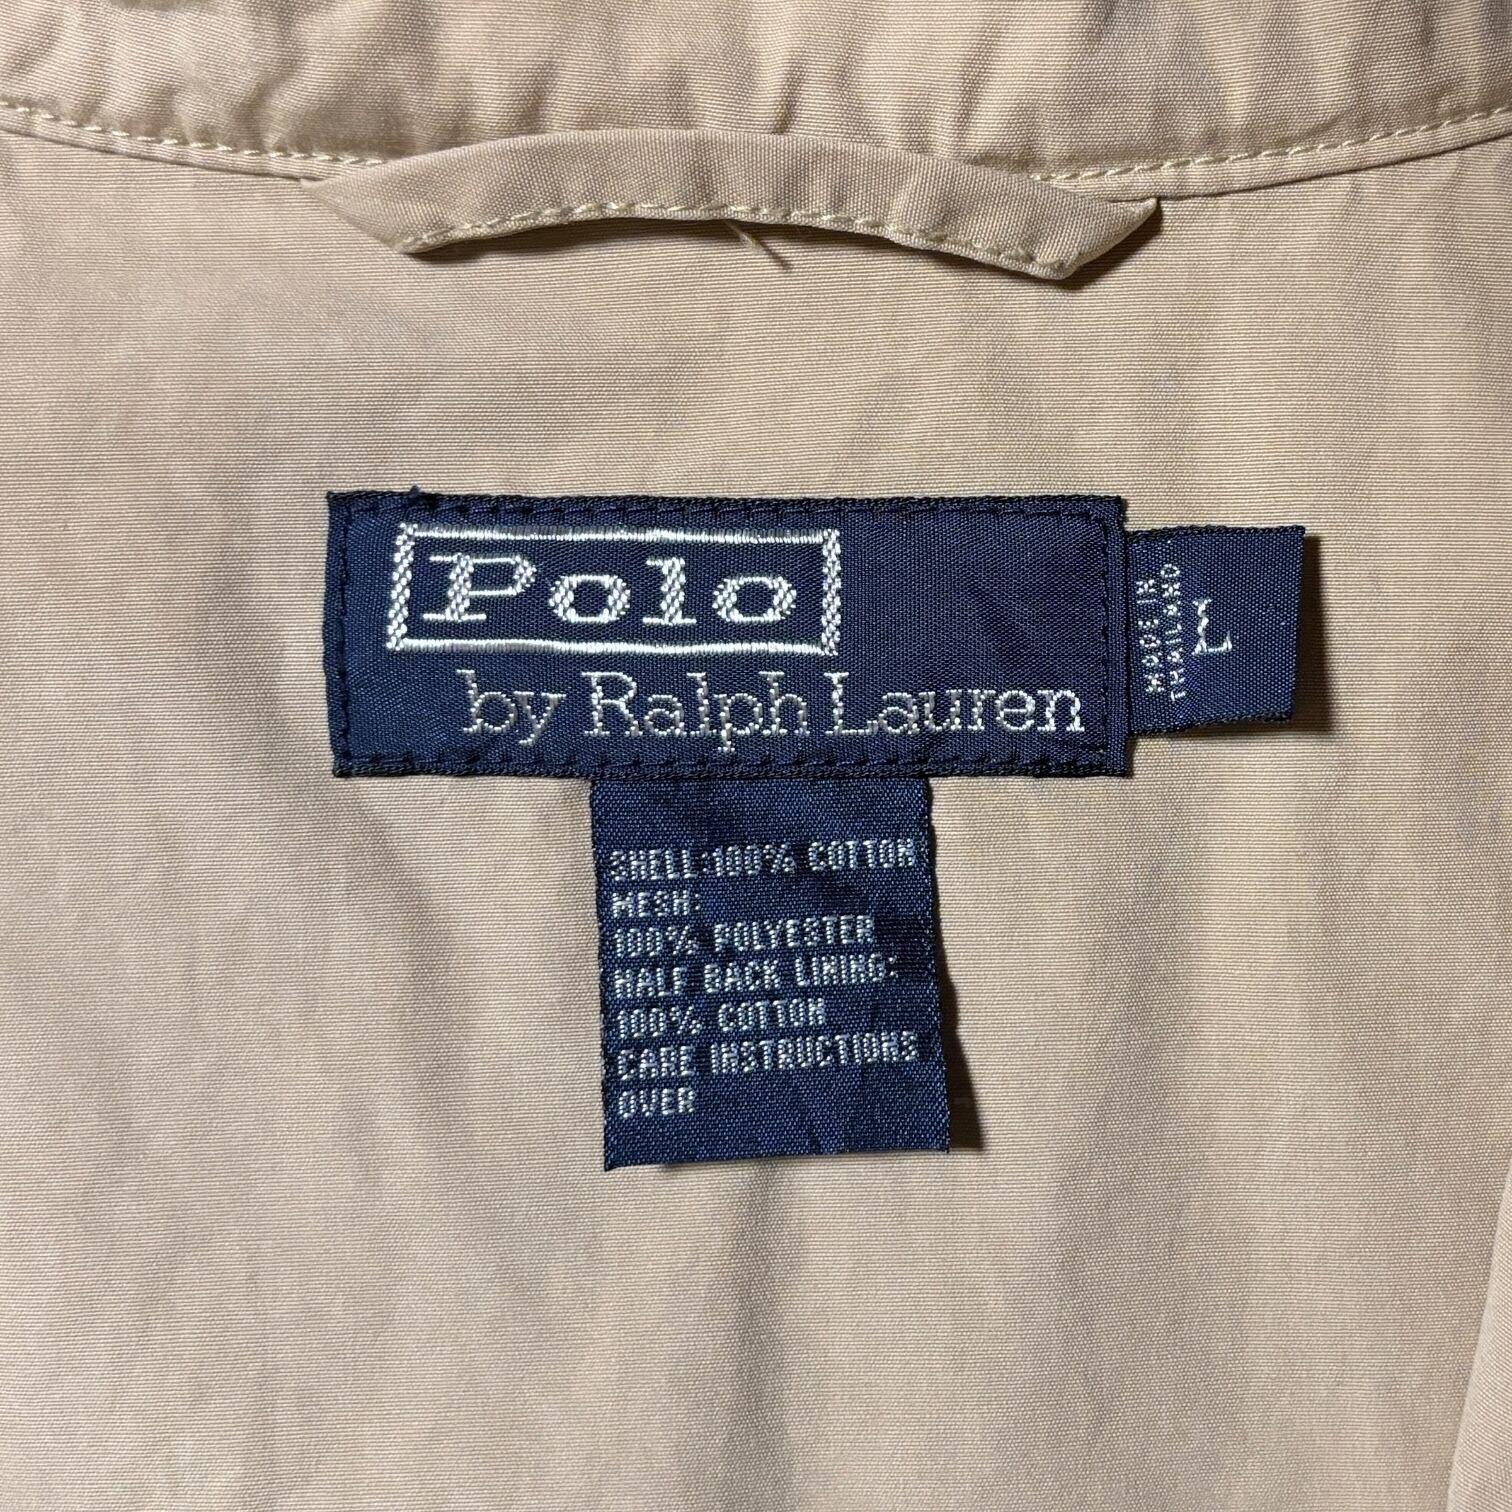 Polo
by Ralph Lauren
L
MADE IN
THAILAND
SHELL:100% COTTON
MESH:
100% POLYESTER
HALF BACK LINING:
100% COTTON
CARE INSTRUCTIONS
OVER